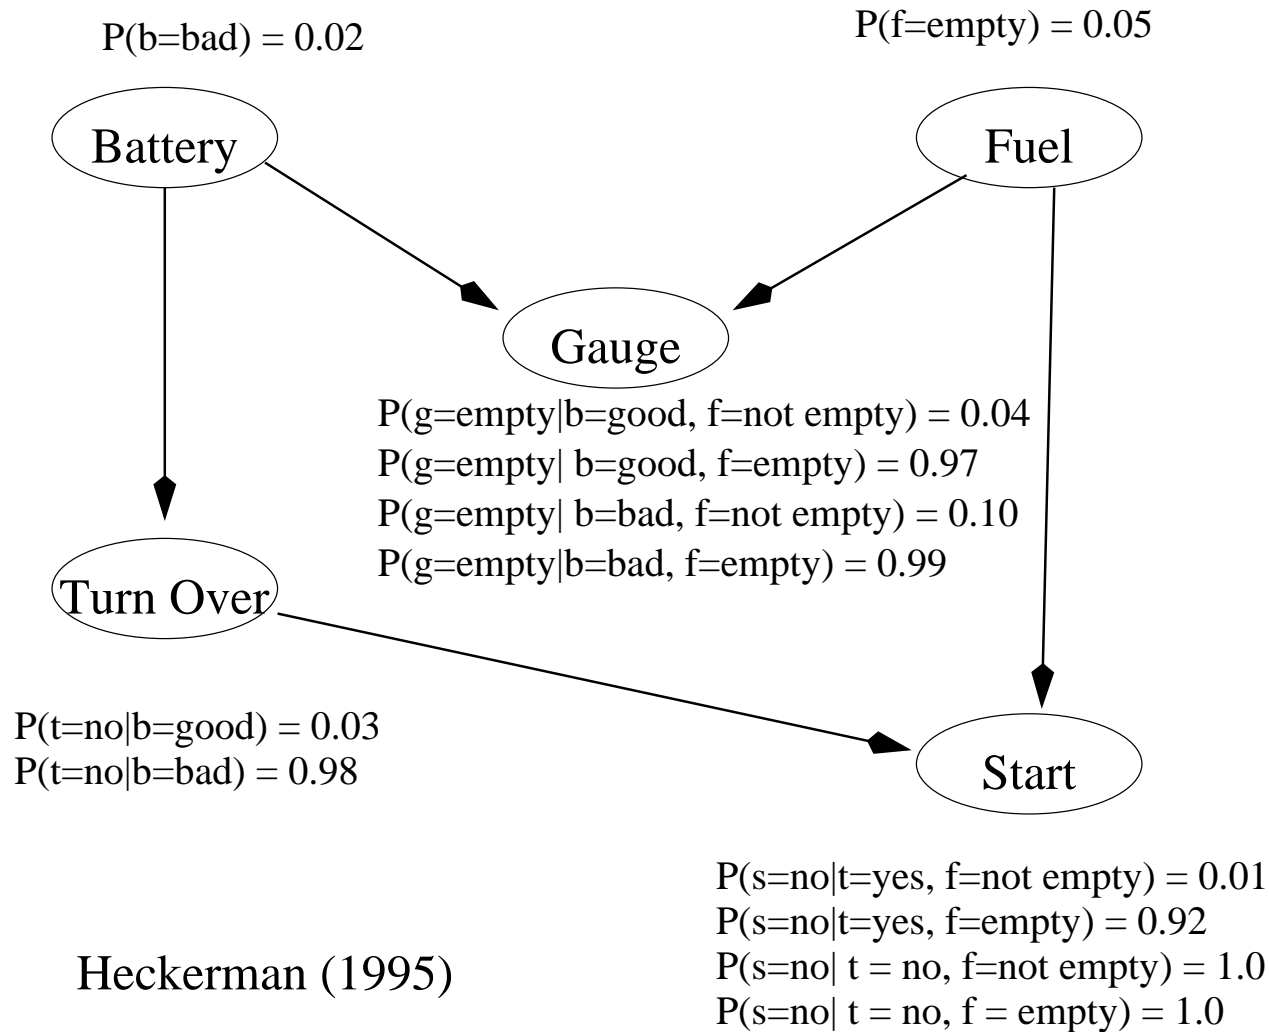 P(b=bad) = 0.02
P(f=empty) = 0.05
Battery
Fuel
Gauge
P(g=empty|b=good, f=not empty) = 0.04
P(g=empty| b=good, f=empty) = 0.97
P(g=empty| b=bad, f=not empty) = 0.10
P(g=empty|b=bad, f=empty) = 0.99
Turn Over
P(t=no|b=good) = 0.03
P(t=no|b=bad) = 0.98
Start
P(s=no|t=yes, f=not empty) = 0.01
P(s=no|t=yes, f=empty) = 0.92
P(s=no| t = no, f=not empty) = 1.0
P(s=no| t = no, f = empty) = 1.0
Heckerman (1995)